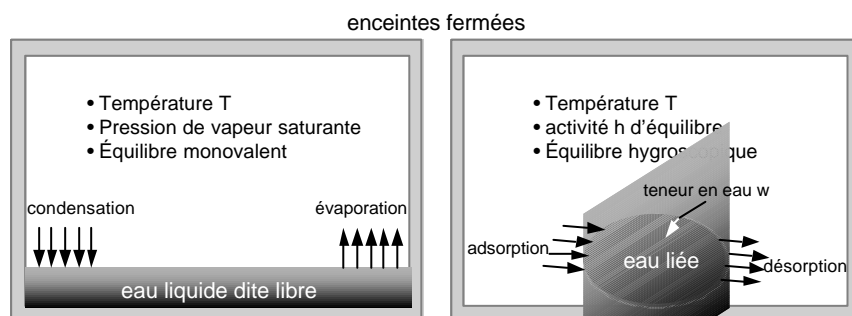 enceintes fermées
• Température T
• Pression de vapeur saturante
• Équilibre monovalent
condensation
évaporation
eau liquide dite libre
• Température T
• activité h d'équilibre
• Équilibre hygroscopique
teneur en eau w
adsorption
eau liée
désorption